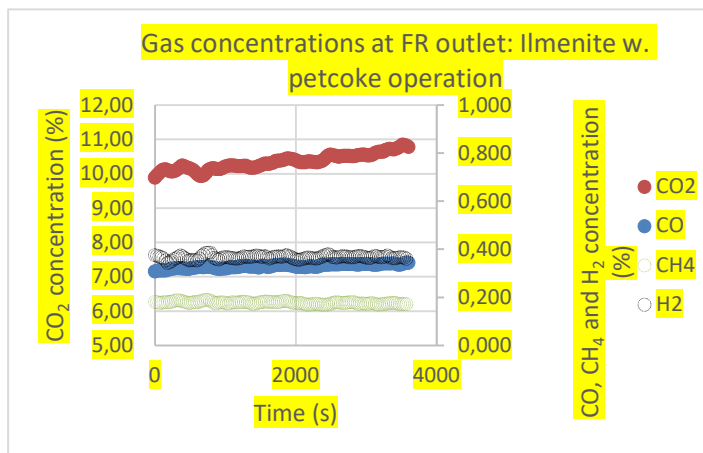 Gas concentrations at FR outlet: Ilmenite w.
petcoke operation
CO₂ concentration (%)
12,00
11,00
10,00
9,00
8,00
7,00
6,00
5,00
1,000
0,800
0,600
0,400
0,200
0,000
0
2000
4000
Time (s)
CO, CH₄ and H₂ concentration
(%)
CO2
CO
CH4
H2